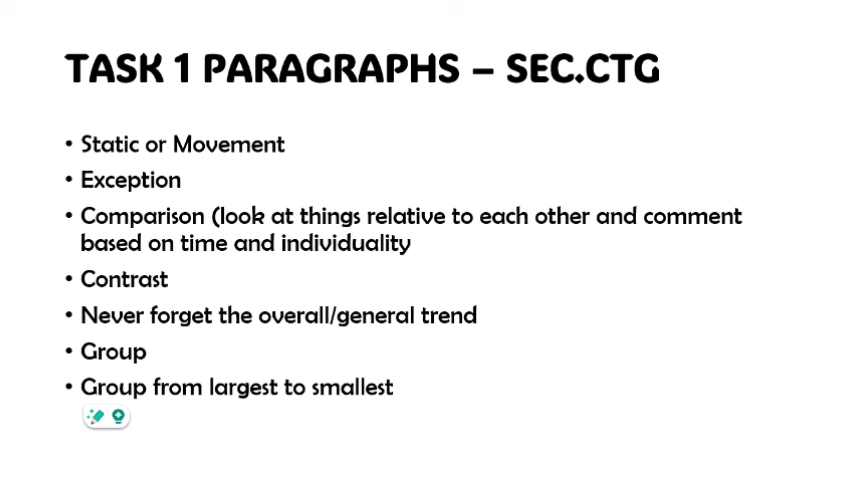 TASK 1 PARAGRAPHS – SEC.CTG
• Static or Movement
• Exception
• Comparison (look at things relative to each other and comment
based on time and individuality
• Contrast
• Never forget the overall/general trend
• Group
• Group from largest to smallest